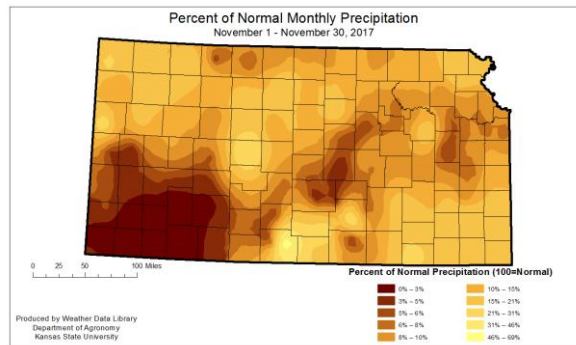 Percent of Normal Monthly Precipitation
November 1 - November 30, 2017
0 25 50 100 Miles
Percent of Normal Precipitation (100=Normal)
0% – 3%
3% – 5%
5% – 6%
6% – 8%
8% – 10%
10% – 15%
15% – 21%
21% – 31%
31% – 46%
46% – 69%
Produced by Weather Data Library
Department of Agronomy
Kansas State University